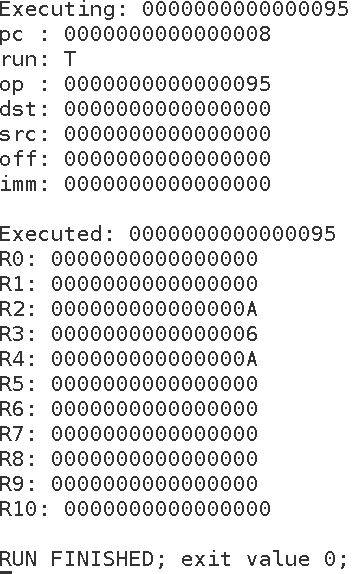 Executing: 0000000000000095
pc : 0000000000000008
run: T
op : 0000000000000095
dst: 0000000000000000
src: 0000000000000000
off: 0000000000000000
imm: 0000000000000000
Executed: 0000000000000095
R0: 0000000000000000
R1: 0000000000000000
R2: 000000000000000A
R3: 0000000000000006
R4: 000000000000000A
R5: 0000000000000000
R6: 0000000000000000
R7: 0000000000000000
R8: 0000000000000000
R9: 0000000000000000
R10: 0000000000000000
RUN FINISHED; exit value 0;